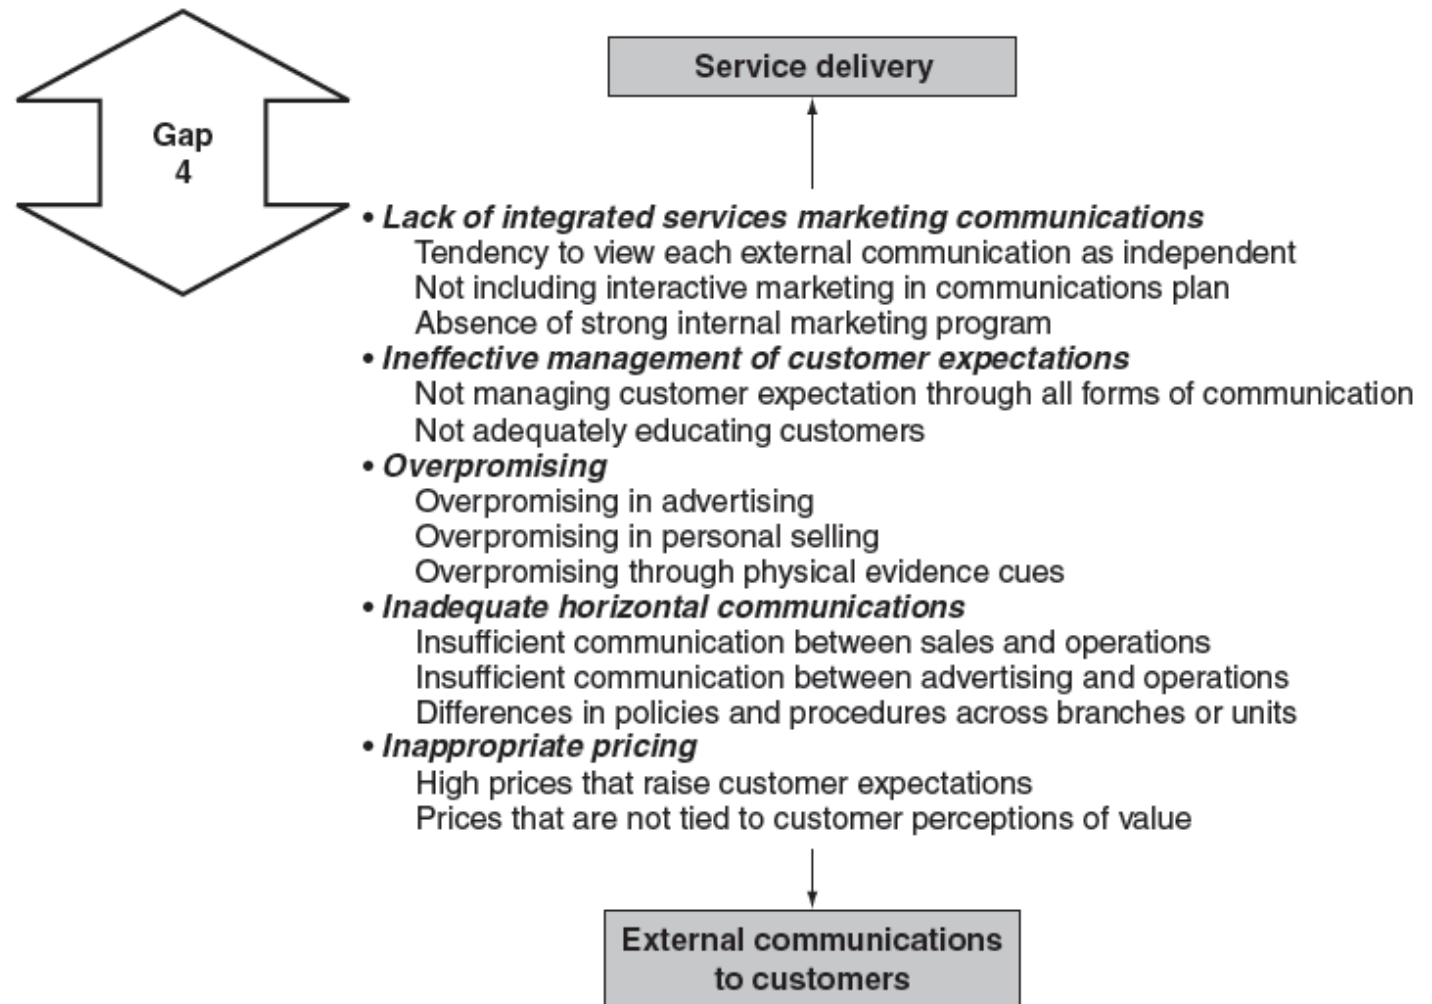 Gap
4
Service delivery
• Lack of integrated services marketing communications
Tendency to view each external communication as independent
Not including interactive marketing in communications plan
Absence of strong internal marketing program
• Ineffective management of customer expectations
Not managing customer expectation through all forms of communication
Not adequately educating customers
• Overpromising
Overpromising in advertising
Overpromising in personal selling
Overpromising through physical evidence cues
• Inadequate horizontal communications
Insufficient communication between sales and operations
Insufficient communication between advertising and operations
Differences in policies and procedures across branches or units
• Inappropriate pricing
High prices that raise customer expectations
Prices that are not tied to customer perceptions of value
External communications
to customers